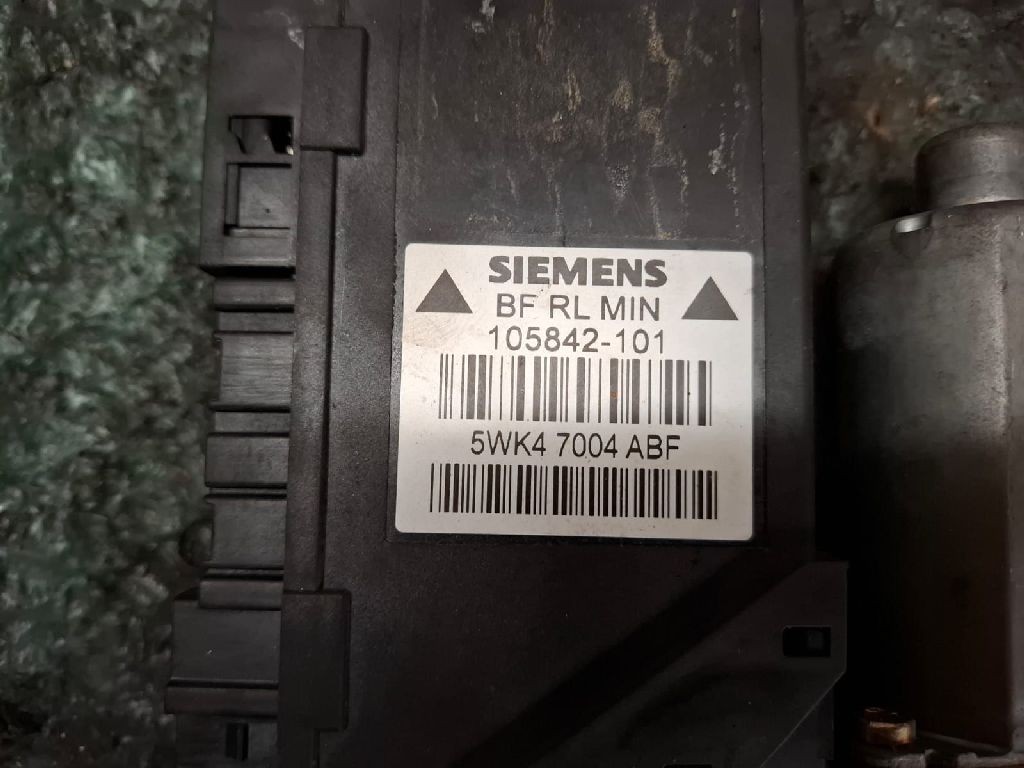 SIEMENS
BF RL MIN
105842-101
5WK4 7004 ABF